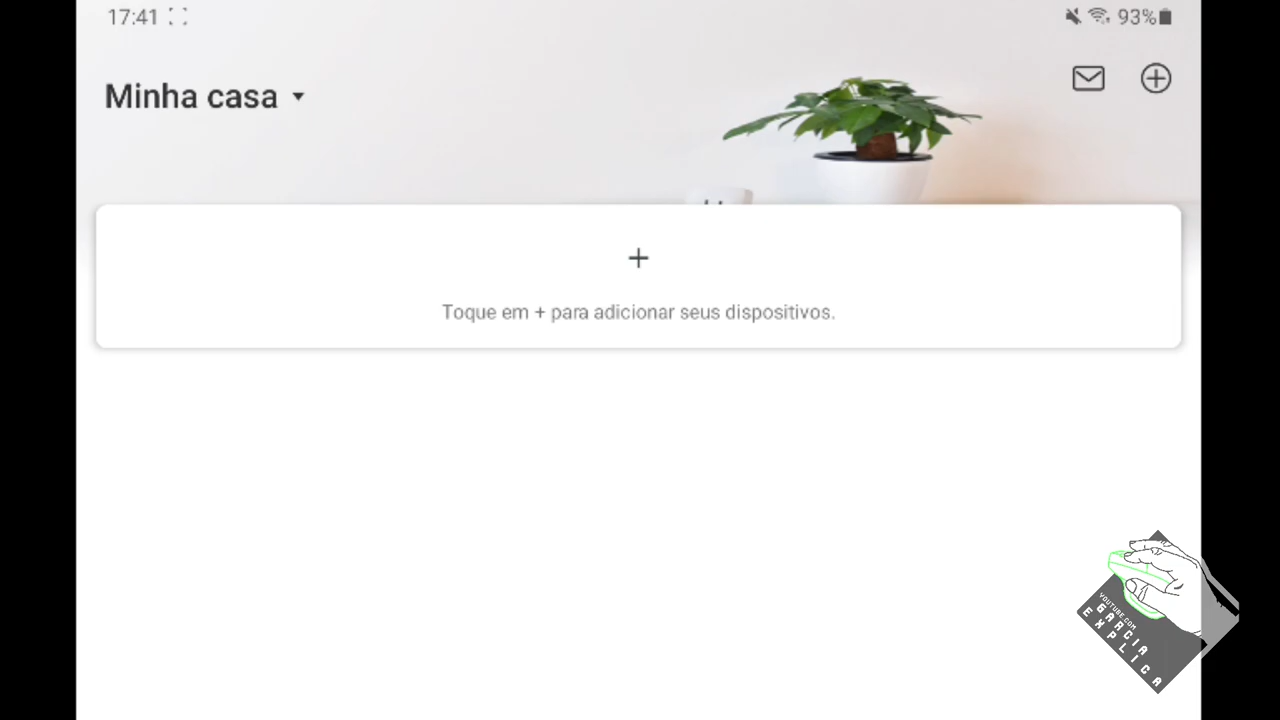 17:41
93%
Minha casa
+
Toque em + para adicionar seus dispositivos.
YOUTUBE.COM
GARCIA
EXPLICA